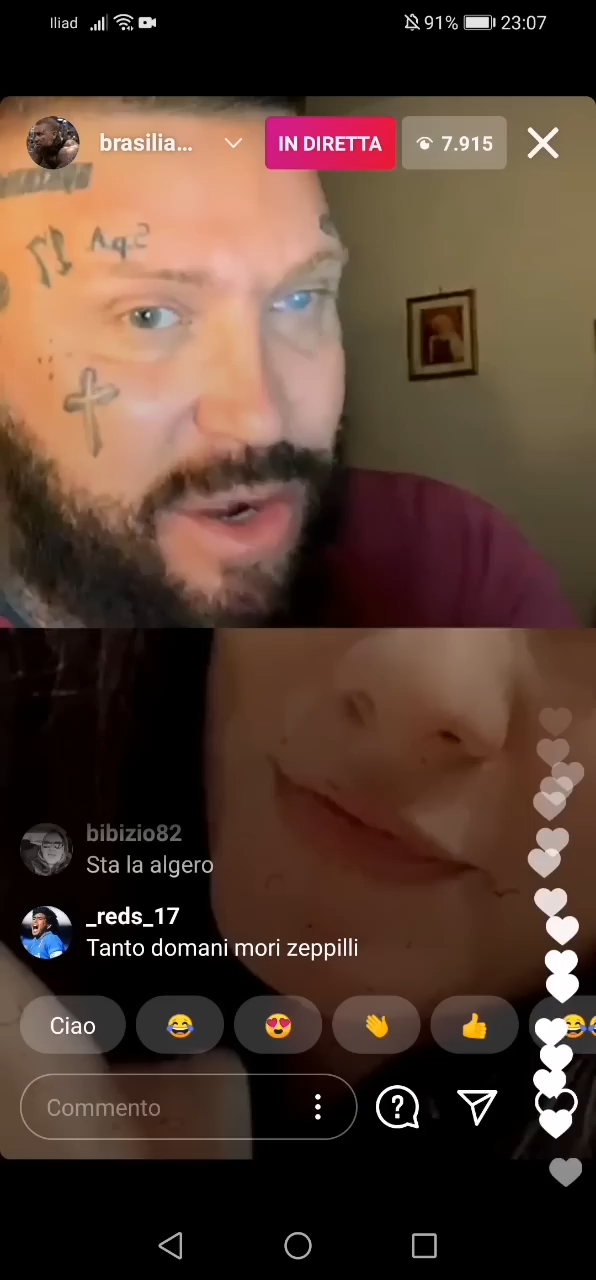 Iliad 91% 23:07
brasilia... IN DIRETTA 7.915
bibizio82
Sta la algero
_reds_17
Tanto domani mori zeppilli
Ciao
Commento